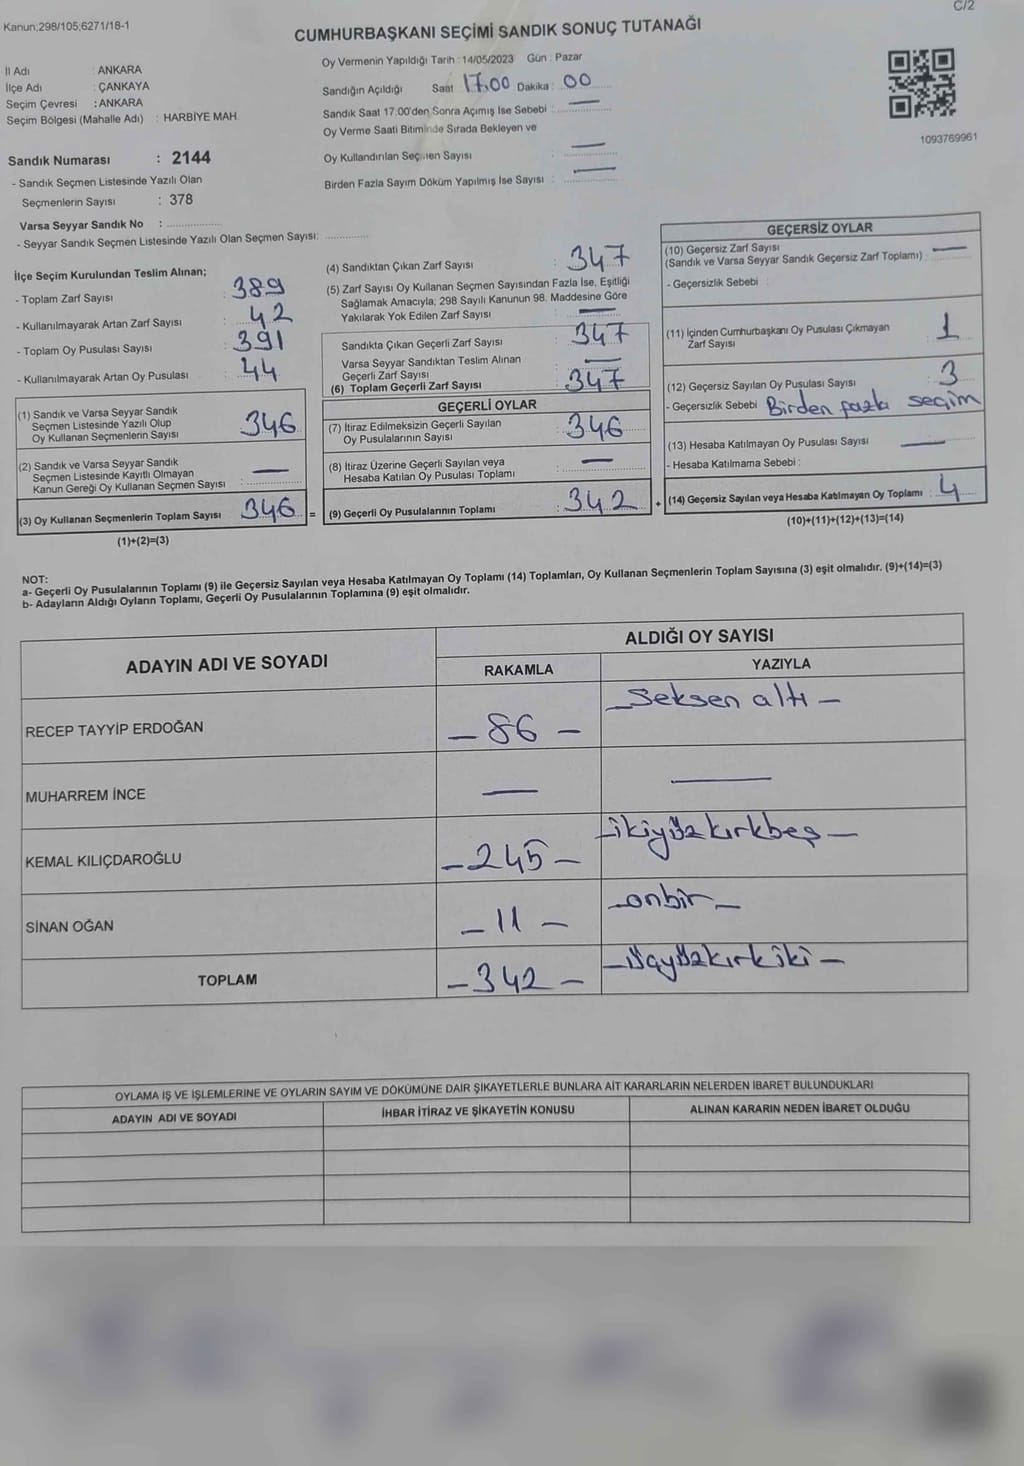 C/2
Kanun;298/105;6271/18-1
CUMHURBAŞKANI SEÇİMİ SANDIK SONUÇ TUTANAĞI
İl Adı : ANKARA
İlçe Adı : ÇANKAYA
Seçim Çevresi : ANKARA
Seçim Bölgesi (Mahalle Adı) : HARBİYE MAH.
Sandık Numarası : 2144
- Sandık Seçmen Listesinde Yazılı Olan
Seçmenlerin Sayısı : 378
Varsa Seyyar Sandık No :
- Seyyar Sandık Seçmen Listesinde Yazılı Olan Seçmen Sayısı:
Oy Vermenin Yapıldığı Tarih : 14/05/2023 Gün : Pazar
Sandığın Açıldığı Saat : 17.00 Dakika : 00
Sandık Saat 17:00'den Sonra Açımış İse Sebebi : —
Oy Verme Saati Bitiminde Sırada Bekleyen ve
Oy Kullandırılan Seçmen Sayısı : —
Birden Fazla Sayım Döküm Yapılmış İse Sayısı : —
1093769961
İlçe Seçim Kurulundan Teslim Alınan;
- Toplam Zarf Sayısı : 389
- Kullanılmayarak Artan Zarf Sayısı : 42
- Toplam Oy Pusulası Sayısı : 391
- Kullanılmayarak Artan Oy Pusulası : 44
(1) Sandık ve Varsa Seyyar Sandık
Seçmen Listesinde Yazılı Olup
Oy Kullanan Seçmenlerin Sayısı : 346
(2) Sandık ve Varsa Seyyar Sandık
Seçmen Listesinde Kayıtlı Olmayan
Kanun Gereği Oy Kullanan Seçmen Sayısı : —
(3) Oy Kullanan Seçmenlerin Toplam Sayısı : 346 =
(1)+(2)=(3)
(4) Sandıktan Çıkan Zarf Sayısı : 347
(5) Zarf Sayısı Oy Kullanan Seçmen Sayısından Fazla İse, Eşitliği
Sağlamak Amacıyla; 298 Sayılı Kanunun 98. Maddesine Göre
Yakılarak Yok Edilen Zarf Sayısı : —
Sandıkta Çıkan Geçerli Zarf Sayısı : 347
Varsa Seyyar Sandıktan Teslim Alınan
Geçerli Zarf Sayısı : —
(6) Toplam Geçerli Zarf Sayısı : 347
GEÇERLİ OYLAR
(7) İtiraz Edilmeksizin Geçerli Sayılan
Oy Pusulalarının Sayısı : 346
(8) İtiraz Üzerine Geçerli Sayılan veya
Hesaba Katılan Oy Pusulası Toplamı : —
(9) Geçerli Oy Pusulalarının Toplamı : 342 +
GEÇERSİZ OYLAR
(10) Geçersiz Zarf Sayısı
(Sandık ve Varsa Seyyar Sandık Geçersiz Zarf Toplamı) : —
- Geçersizlik Sebebi :
(11) İçinden Cumhurbaşkanı Oy Pusulası Çıkmayan
Zarf Sayısı : 1
(12) Geçersiz Sayılan Oy Pusulası Sayısı : 3
- Geçersizlik Sebebi : Birden fazla seçim
(13) Hesaba Katılmayan Oy Pusulası Sayısı : —
- Hesaba Katılmama Sebebi :
(14) Geçersiz Sayılan veya Hesaba Katılmayan Oy Toplamı : 4
(10)+(11)+(12)+(13)=(14)
NOT:
a- Geçerli Oy Pusulalarının Toplamı (9) ile Geçersiz Sayılan veya Hesaba Katılmayan Oy Toplamı (14) Toplamları, Oy Kullanan Seçmenlerin Toplam Sayısına (3) eşit olmalıdır. (9)+(14)=(3)
b- Adayların Aldığı Oyların Toplamı, Geçerli Oy Pusulalarının Toplamına (9) eşit olmalıdır.
ADAYIN ADI VE SOYADI ALDIĞI OY SAYISI
RAKAMLA YAZIYLA
RECEP TAYYİP ERDOĞAN — 86 — — Seksen altı —
MUHARREM İNCE — —
KEMAL KILIÇDAROĞLU — 245 — — ikiyüzkırkbeş —
SİNAN OĞAN — 11 — — onbir —
TOPLAM — 342 — — üçyüzkırkiki —
OYLAMA İŞ VE İŞLEMLERİNE VE OYLARIN SAYIM VE DÖKÜMÜNE DAİR ŞİKAYETLERLE BUNLARA AİT KARARLARIN NELERDEN İBARET BULUNDUKLARI
ADAYIN ADI VE SOYADI İHBAR İTİRAZ VE ŞİKAYETİN KONUSU ALINAN KARARIN NEDEN İBARET OLDUĞU